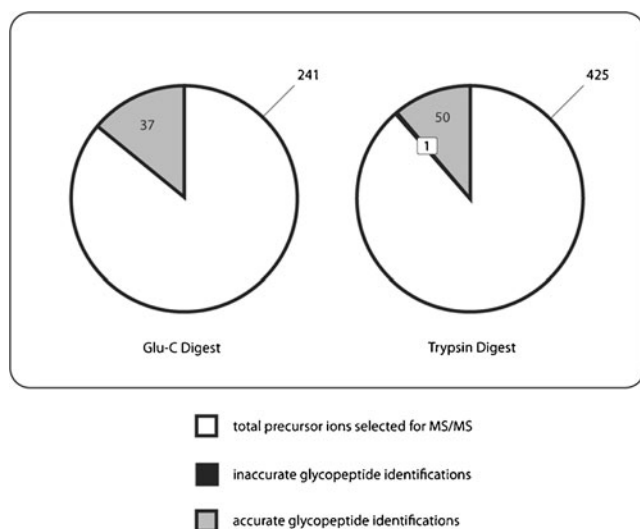 241
37
425
50
1
Glu-C Digest
Trypsin Digest
total precursor ions selected for MS/MS
inaccurate glycopeptide identifications
accurate glycopeptide identifications